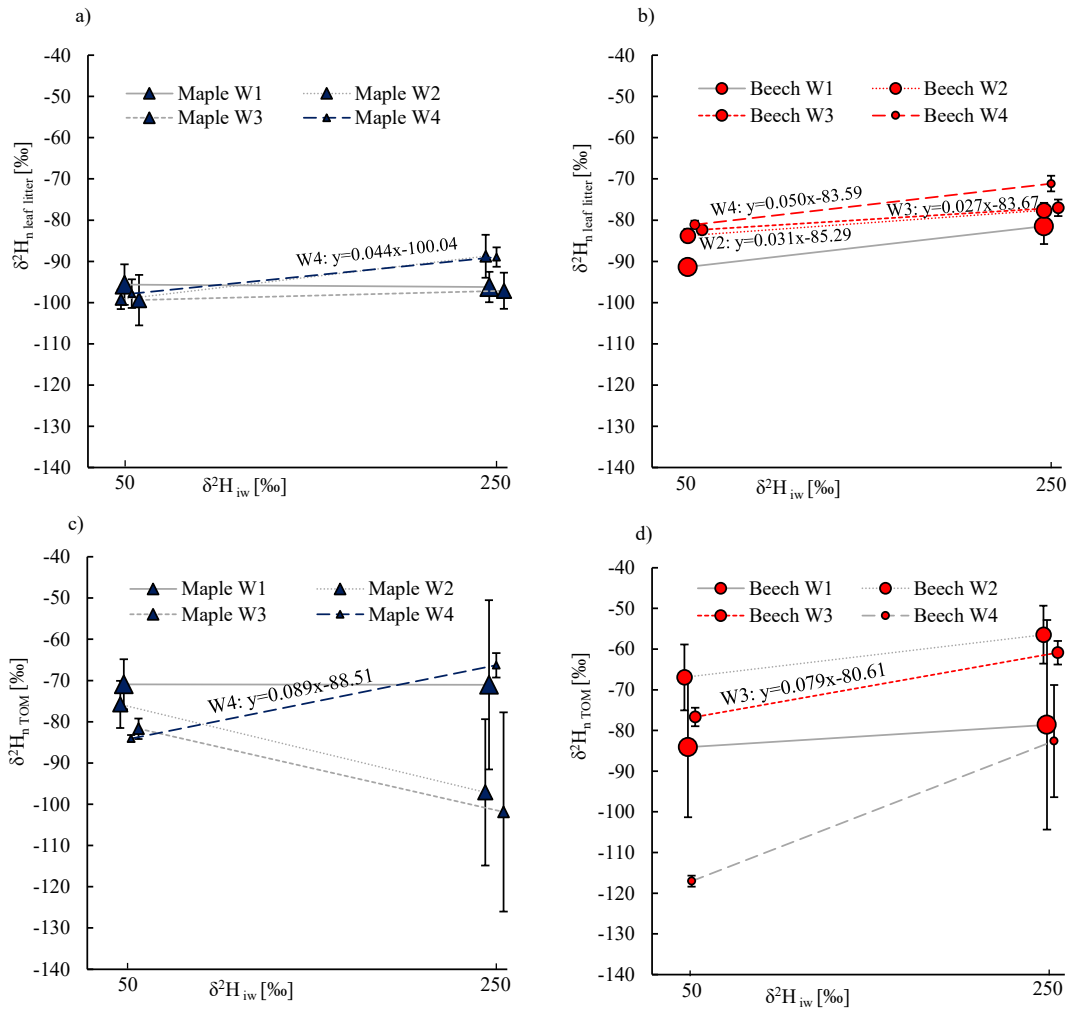 a)
-40
-50
-60
-70
-80
-90
-100
-110
-120
-130
-140
δ²Hn leaf litter [‰]
Maple W1
Maple W2
Maple W3
Maple W4
W4: y=0.044x-100.04
50
δ²H iw [‰]
250
b)
-40
-50
-60
-70
-80
-90
-100
-110
-120
-130
-140
δ²Hn leaf litter [‰]
Beech W1
Beech W2
Beech W3
Beech W4
W4: y=0.050x-83.59
W3: y=0.027x-83.67
W2: y=0.031x-85.29
50
δ²H iw [‰]
250
c)
-40
-50
-60
-70
-80
-90
-100
-110
-120
-130
-140
δ²Hn TOM [‰]
Maple W1
Maple W2
Maple W3
Maple W4
W4: y=0.089x-88.51
50
δ²H iw [‰]
250
d)
-40
-50
-60
-70
-80
-90
-100
-110
-120
-130
-140
δ²Hn TOM [‰]
Beech W1
Beech W2
Beech W3
Beech W4
W3: y=0.079x-80.61
50
δ²H iw [‰]
250